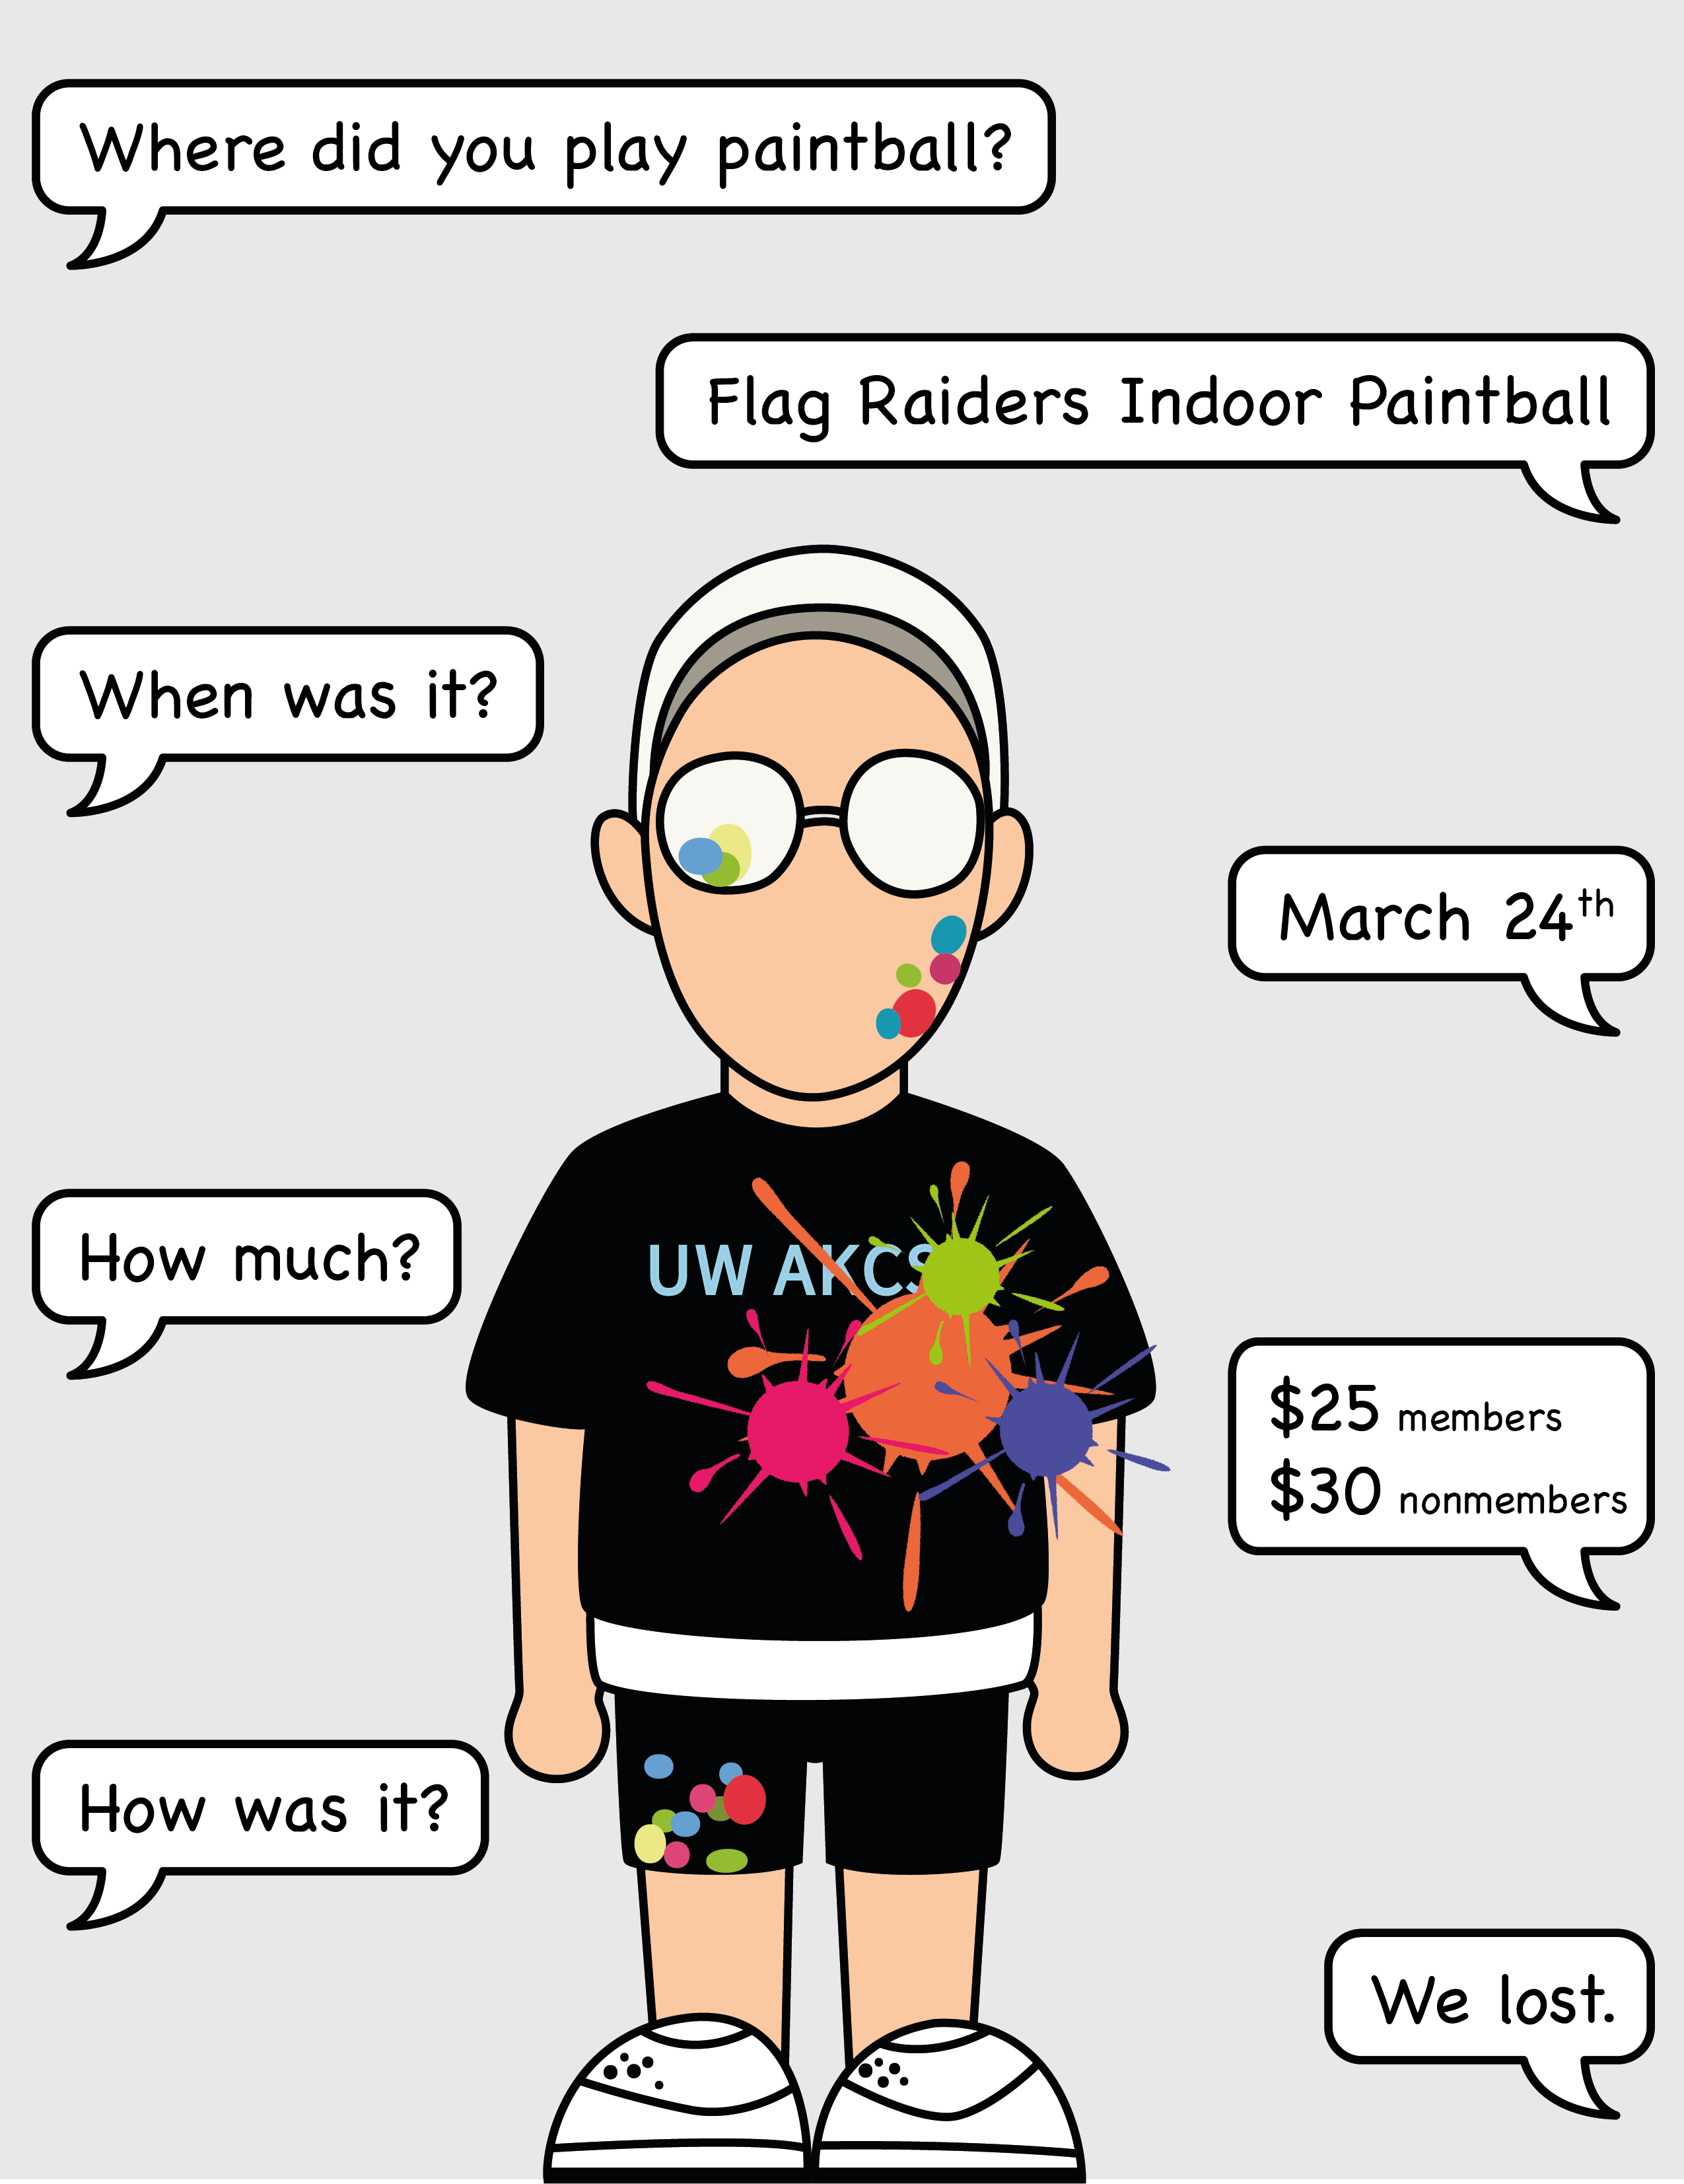 Where did you play paintball?
Flag Raiders Indoor Paintball
When was it?
March 24th
How much?
UW AKCS
$25 members
$30 nonmembers
How was it?
We lost.